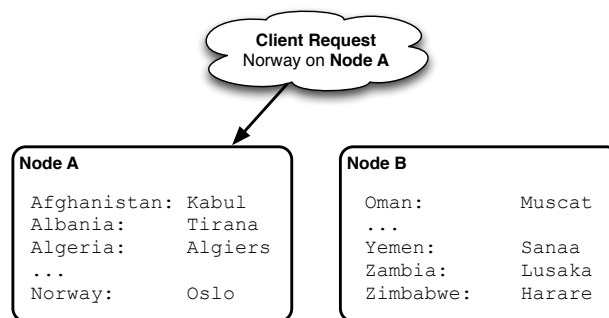 Client Request
Norway on Node A
Node A
Afghanistan: Kabul
Albania: Tirana
Algeria: Algiers
...
Norway: Oslo
Node B
Oman: Muscat
...
Yemen: Sanaa
Zambia: Lusaka
Zimbabwe: Harare